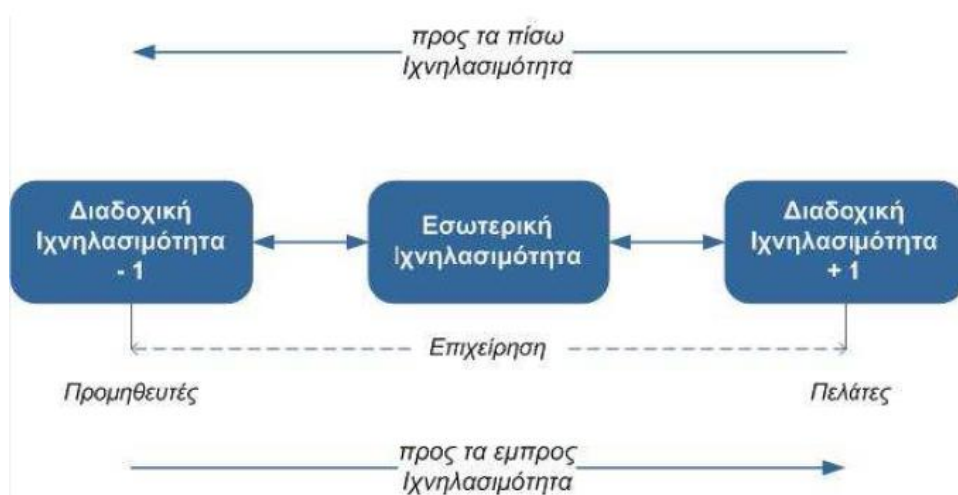 προς τα πίσω
Ιχνηλασιμότητα
Διαδοχική
Ιχνηλασιμότητα
- 1
Εσωτερική
Ιχνηλασιμότητα
Διαδοχική
Ιχνηλασιμότητα
+ 1
Επιχείρηση
Προμηθευτές
Πελάτες
προς τα εμπρος
Ιχνηλασιμότητα